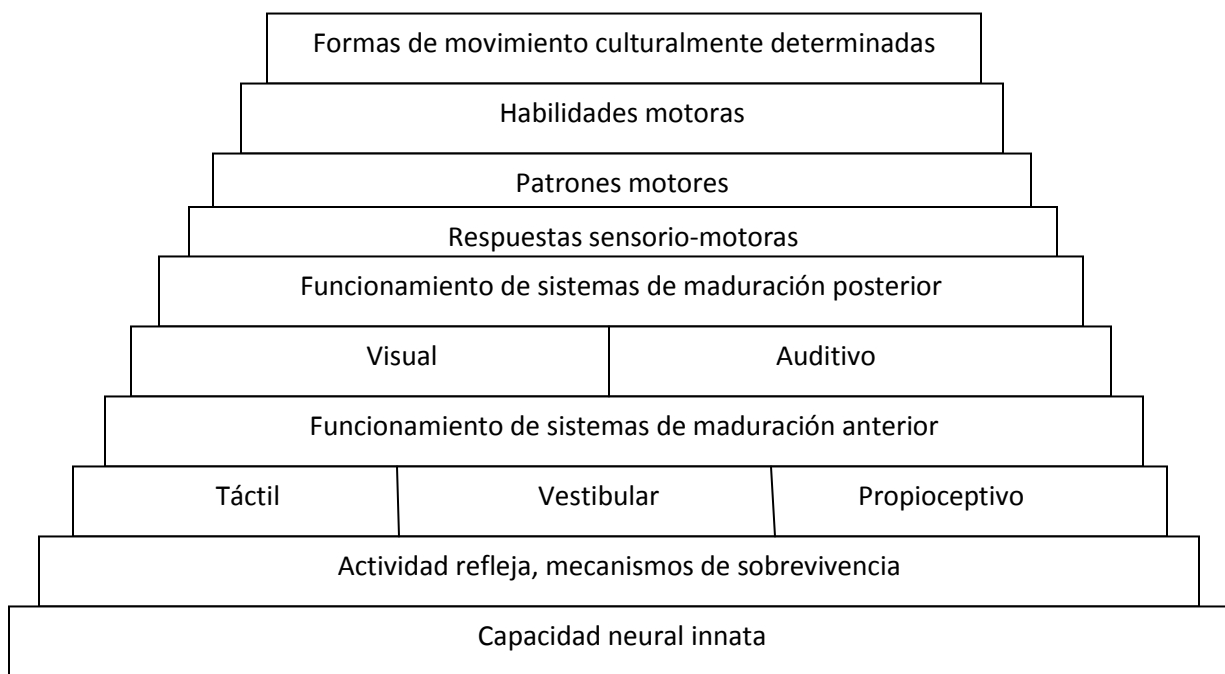 Formas de movimiento culturalmente determinadas
Habilidades motoras
Patrones motores
Respuestas sensorio-motoras
Funcionamiento de sistemas de maduración posterior
Visual
Auditivo
Funcionamiento de sistemas de maduración anterior
Táctil
Vestibular
Propioceptivo
Actividad refleja, mecanismos de sobrevivencia
Capacidad neural innata